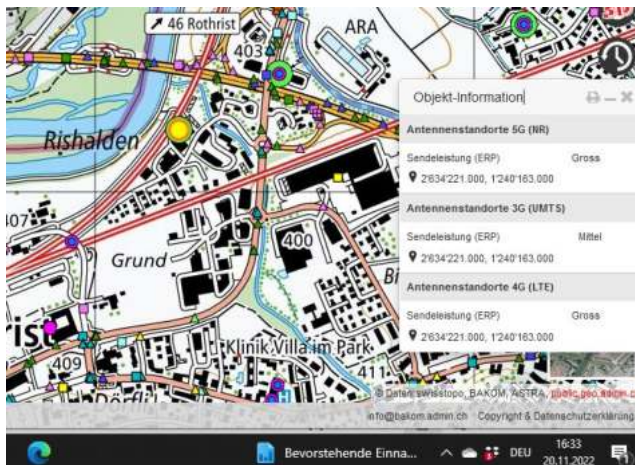 46 Rothrist
ARA
403
Rishalden
407
400
Grund
Klinik Villa im Park
411
409
Dörfli
Objekt-Information
Antennenstandorte 5G (NR)
Sendeleistung (ERP) Gross
2'634'221.000, 1'240'163.000
Antennenstandorte 3G (UMTS)
Sendeleistung (ERP) Mittel
2'634'221.000, 1'240'163.000
Antennenstandorte 4G (LTE)
Sendeleistung (ERP) Gross
2'634'221.000, 1'240'163.000
© Daten: swisstopo, BAKOM, ASTRA, public.geo.admin.c
info@bakom.admin.ch Copyright & Datenschutzerklärung
Bevorstehende Einna... DEU 16:33
20.11.2022